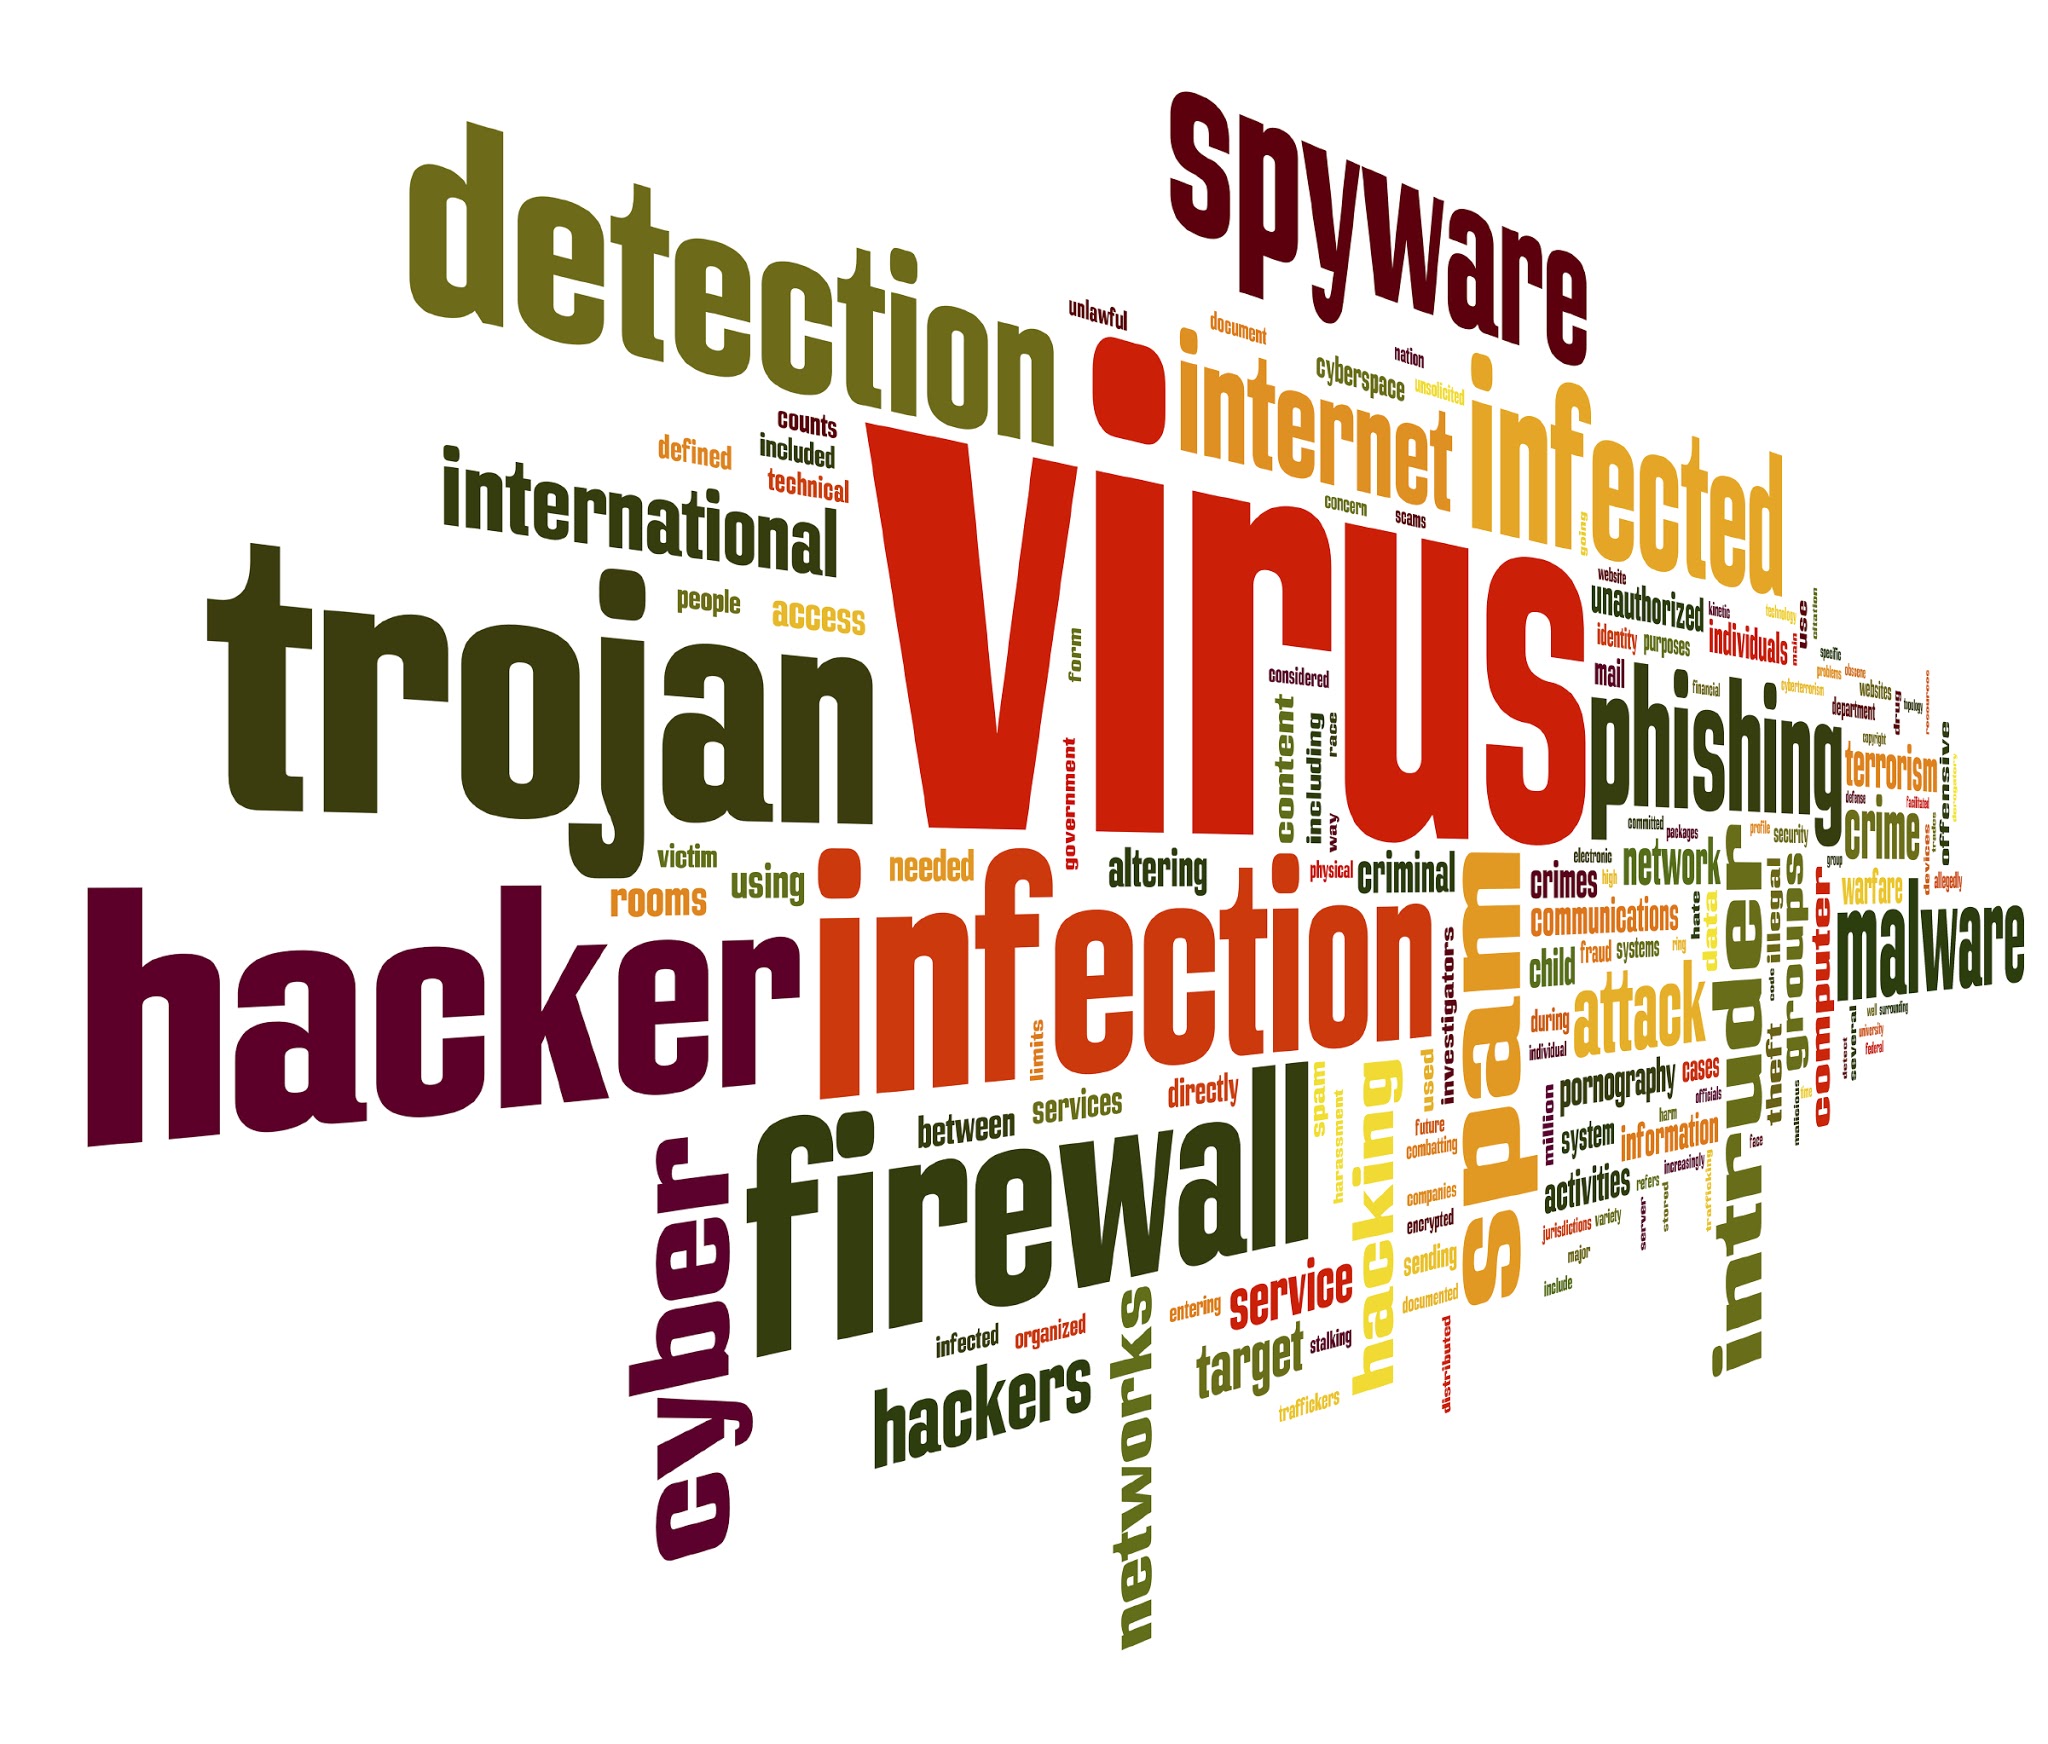 spyware
detection
unlawful
document
nation
cyberspace
unsolicited
internet
infected
counts
included
defined
technical
international
virus
concern
scams
going
trojan
people
access
form
website
unauthorized
kinetic
technology
use
identity
purposes
individuals
main
specific
problems
obscene
mail
financial
cyberterrorism
websites
department
drug
topology
resources
considered
content
including
race
way
government
phishing
copyright
terrorism
offensive
derogatory
defense
facilitated
crime
committed
packages
profile
security
devices
trades
group
victim
using
rooms
needed
altering
physical
criminal
electronic
crimes
high
network
warfare
allegedly
hacker
infection
limits
investigators
spam
communications
hate
data
child
fraud
systems
ring
intruder
illegal
code
groups
theft
computer
malware
attack
during
individual
well
surrounding
several
detect
university
federal
cyber
firewall
between
services
directly
spam
harassment
hacking
used
future
combatting
million
pornography
cases
officials
harm
system
information
face
malicious
fine
increasingly
trafficking
companies
activities
refers
stored
server
encrypted
jurisdictions
variety
sending
major
include
documented
entering
service
infected
organized
hackers
networks
target
stalking
traffickers
distributed